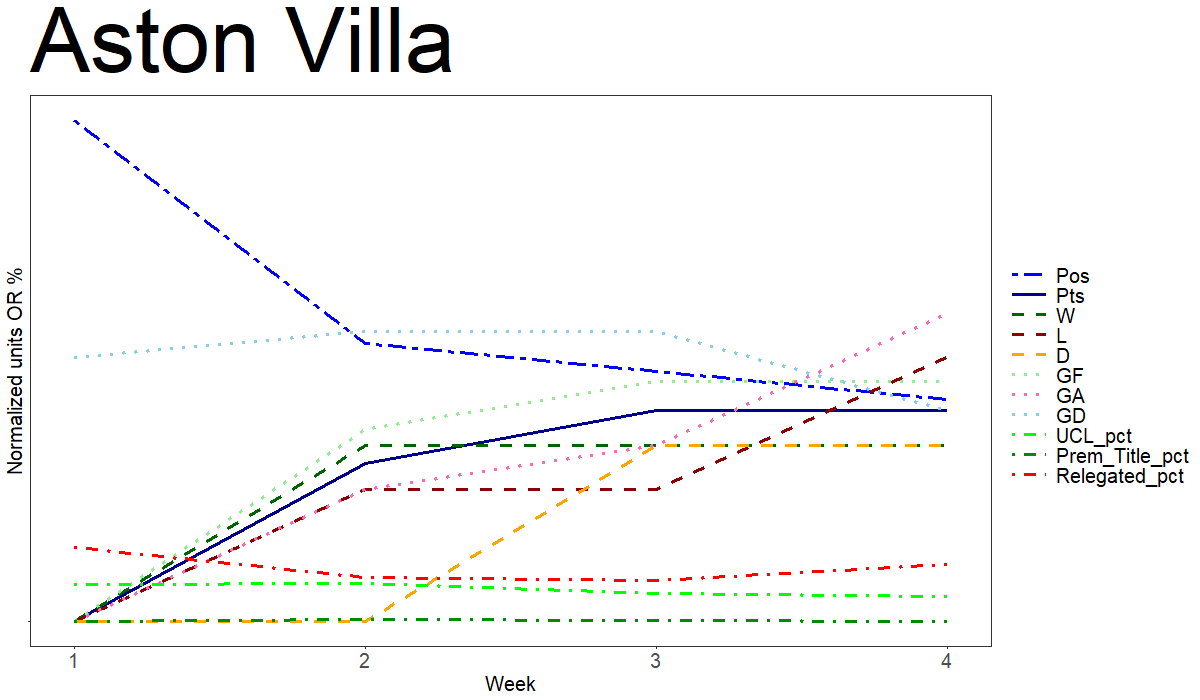 Aston Villa
Normalized units OR %
Pos
Pts
W
L
D
GF
GA
GD
UCL_pct
Prem_Title_pct
Relegated_pct
1
2
3
4
Week